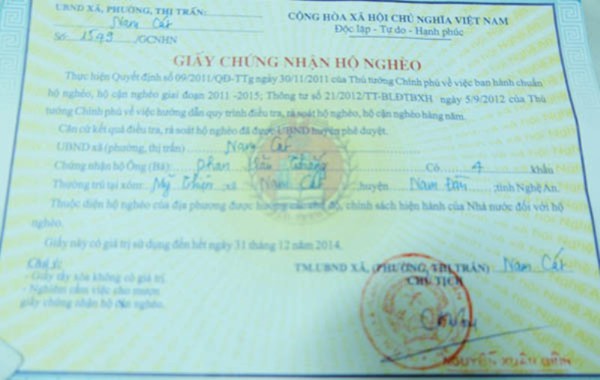 UBND XÃ, PHƯỜNG, THỊ TRẤN:
Nam Cát
Số: 1549 /GCNHN
CỘNG HÒA XÃ HỘI CHỦ NGHĨA VIỆT NAM
Độc lập - Tự do - Hạnh phúc
GIẤY CHỨNG NHẬN HỘ NGHÈO
Thực hiện Quyết định số 09/2011/QĐ-TTg ngày 30/11/2011 của Thủ tướng Chính phủ về việc ban hành chuẩn
hộ nghèo, hộ cận nghèo giai đoạn 2011 -2015; Thông tư số 21/2012/TT-BLĐTBXH ngày 5/9/2012 của Thủ
tướng Chính phủ về việc hướng dẫn quy trình điều tra, rà soát hộ nghèo, hộ cận nghèo hàng năm.
Căn cứ kết quả điều tra, rà soát hộ nghèo đã được UBND huyện phê duyệt.
UBND xã (phường, thị trấn) Nam Cát
Chứng nhận hộ Ông (Bà): Phan Văn Thắng Có 4 khẩu
Thường trú tại xóm: Mỹ Thiện xã Nam Cát huyện Nam Đàn, tỉnh Nghệ An.
Thuộc diện hộ nghèo của địa phương được hưởng các chế độ, chính sách hiện hành của Nhà nước đối với hộ
nghèo.
Giấy này có giá trị sử dụng đến hết ngày 31 tháng 12 năm 2014.
Chú ý:
- Giấy tẩy xóa không có giá trị.
- Nghiêm cấm việc cho mượn
giấy chứng nhận hộ nghèo.
TM.UBND XÃ, (PHƯỜNG, THỊ TRẤN) Nam Cát
CHỦ TỊCH
NGUYỄN XUÂN